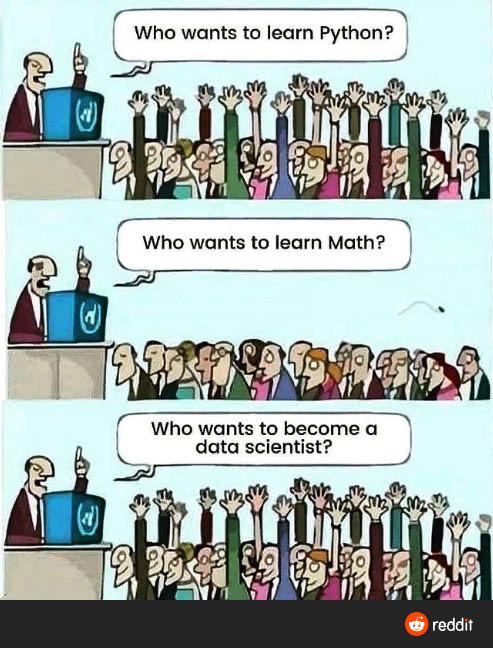 Who wants to learn Python?
Who wants to learn Math?
Who wants to become a
data scientist?
reddit